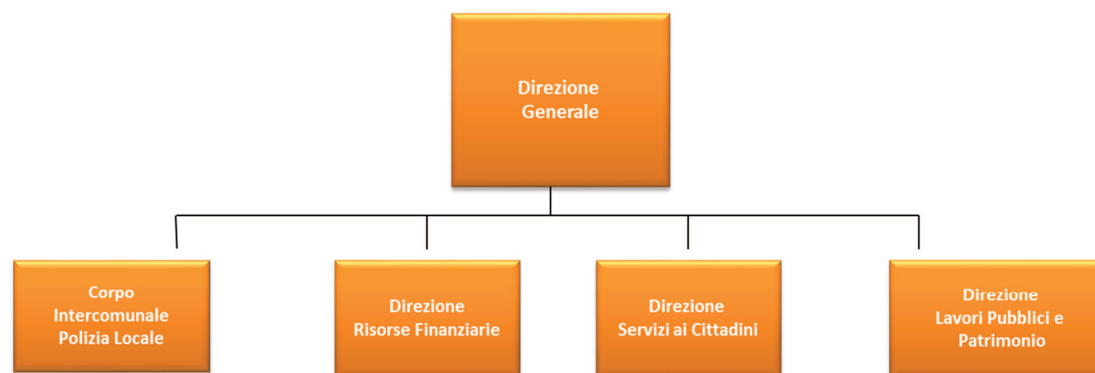 Direzione
Generale
Corpo
Intercomunale
Polizia Locale
Direzione
Risorse Finanziarie
Direzione
Servizi ai Cittadini
Direzione
Lavori Pubblici e
Patrimonio